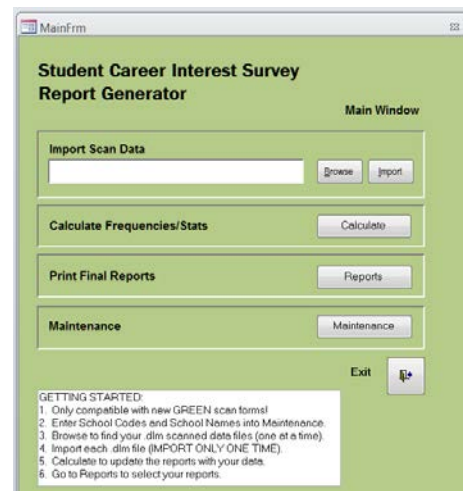 MainFrm
Student Career Interest Survey
Report Generator
Main Window
Import Scan Data
Browse
Import
Calculate Frequencies/Stats
Calculate
Print Final Reports
Reports
Maintenance
Maintenance
Exit
GETTING STARTED:
1. Only compatible with new GREEN scan forms!
2. Enter School Codes and School Names into Maintenance.
3. Browse to find your .dlm scanned data files (one at a time).
4. Import each .dlm file (IMPORT ONLY ONE TIME).
5. Calculate to update the reports with your data.
6. Go to Reports to select your reports.